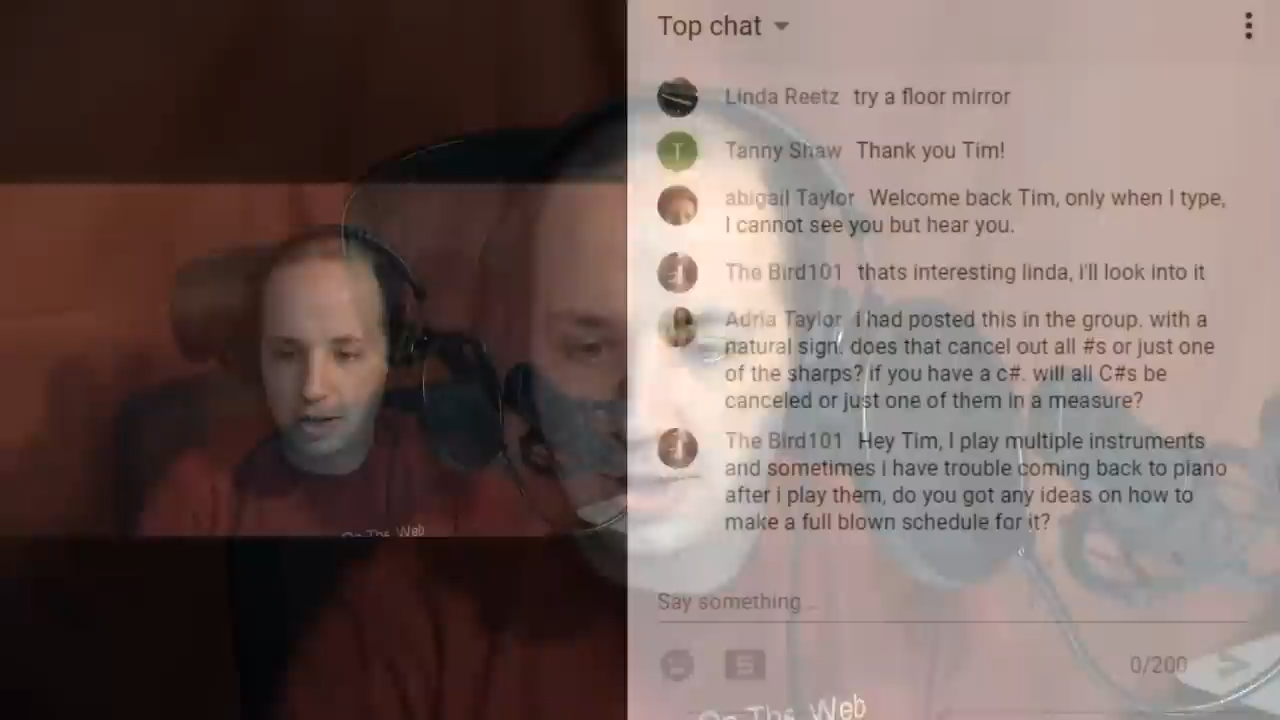 Top chat
Linda Reetz try a floor mirror
T
Tanny Shaw Thank you Tim!
abigail Taylor Welcome back Tim, only when I type,
I cannot see you but hear you.
The Bird101 thats interesting linda, i'll look into it
Adria Taylor I had posted this in the group. with a
natural sign. does that cancel out all #s or just one
of the sharps? if you have a c#. will all C#s be
canceled or just one of them in a measure?
The Bird101 Hey Tim, I play multiple instruments
and sometimes i have trouble coming back to piano
after i play them, do you got any ideas on how to
make a full blown schedule for it?
Say something...
0/200
On The Web
On The Web